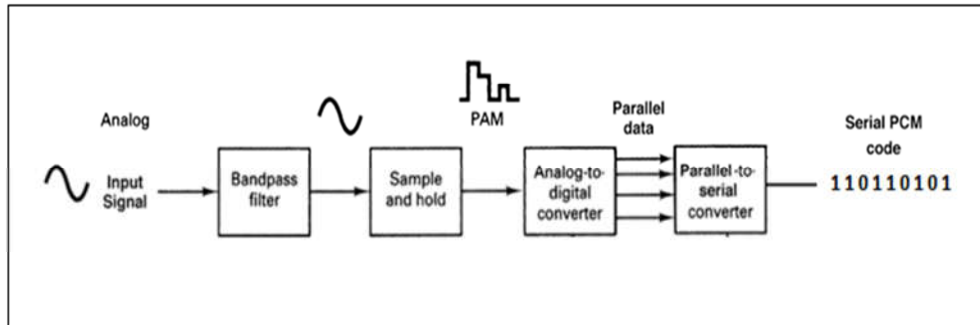 Analog
Input
Signal
Bandpass
filter
Sample
and hold
PAM
Analog-to-
digital
converter
Parallel
data
Parallel-to-
serial
converter
Serial PCM
code
110110101